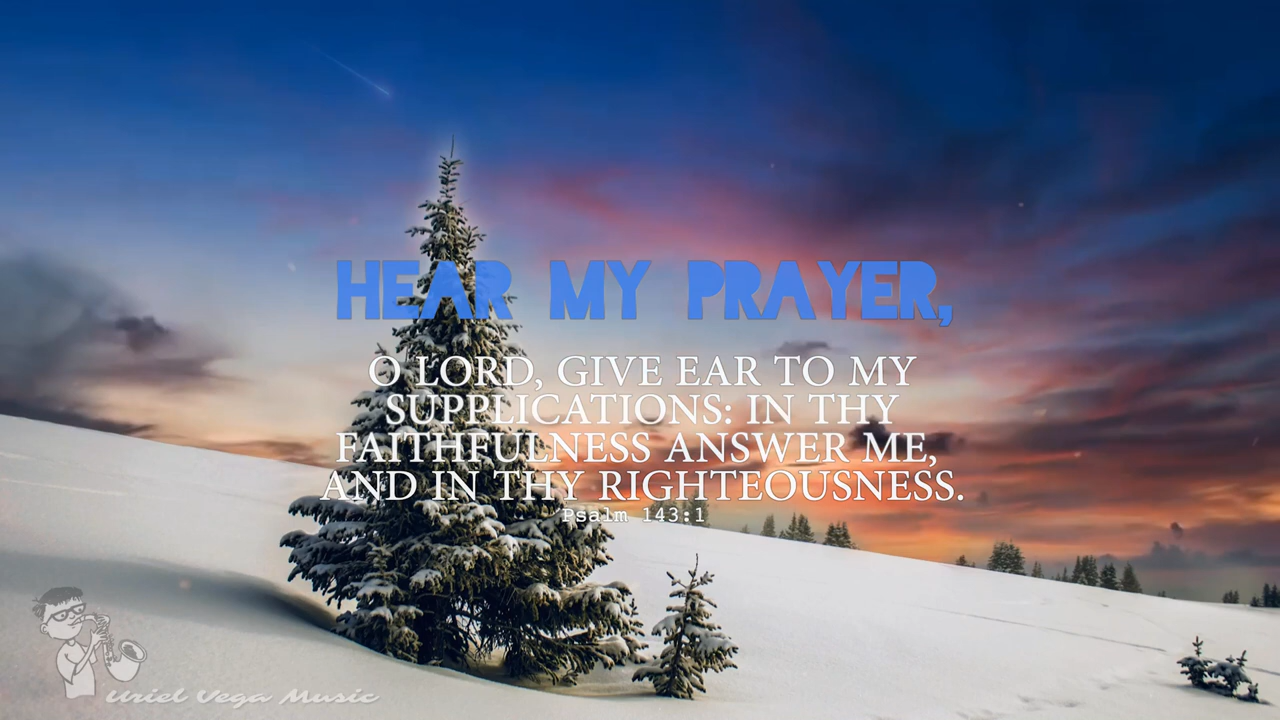 HEAR MY PRAYER,
O LORD, GIVE EAR TO MY
SUPPLICATIONS: IN THY
FAITHFULNESS ANSWER ME,
AND IN THY RIGHTEOUSNESS.
Psalm 143:1
Uriel Vega Music